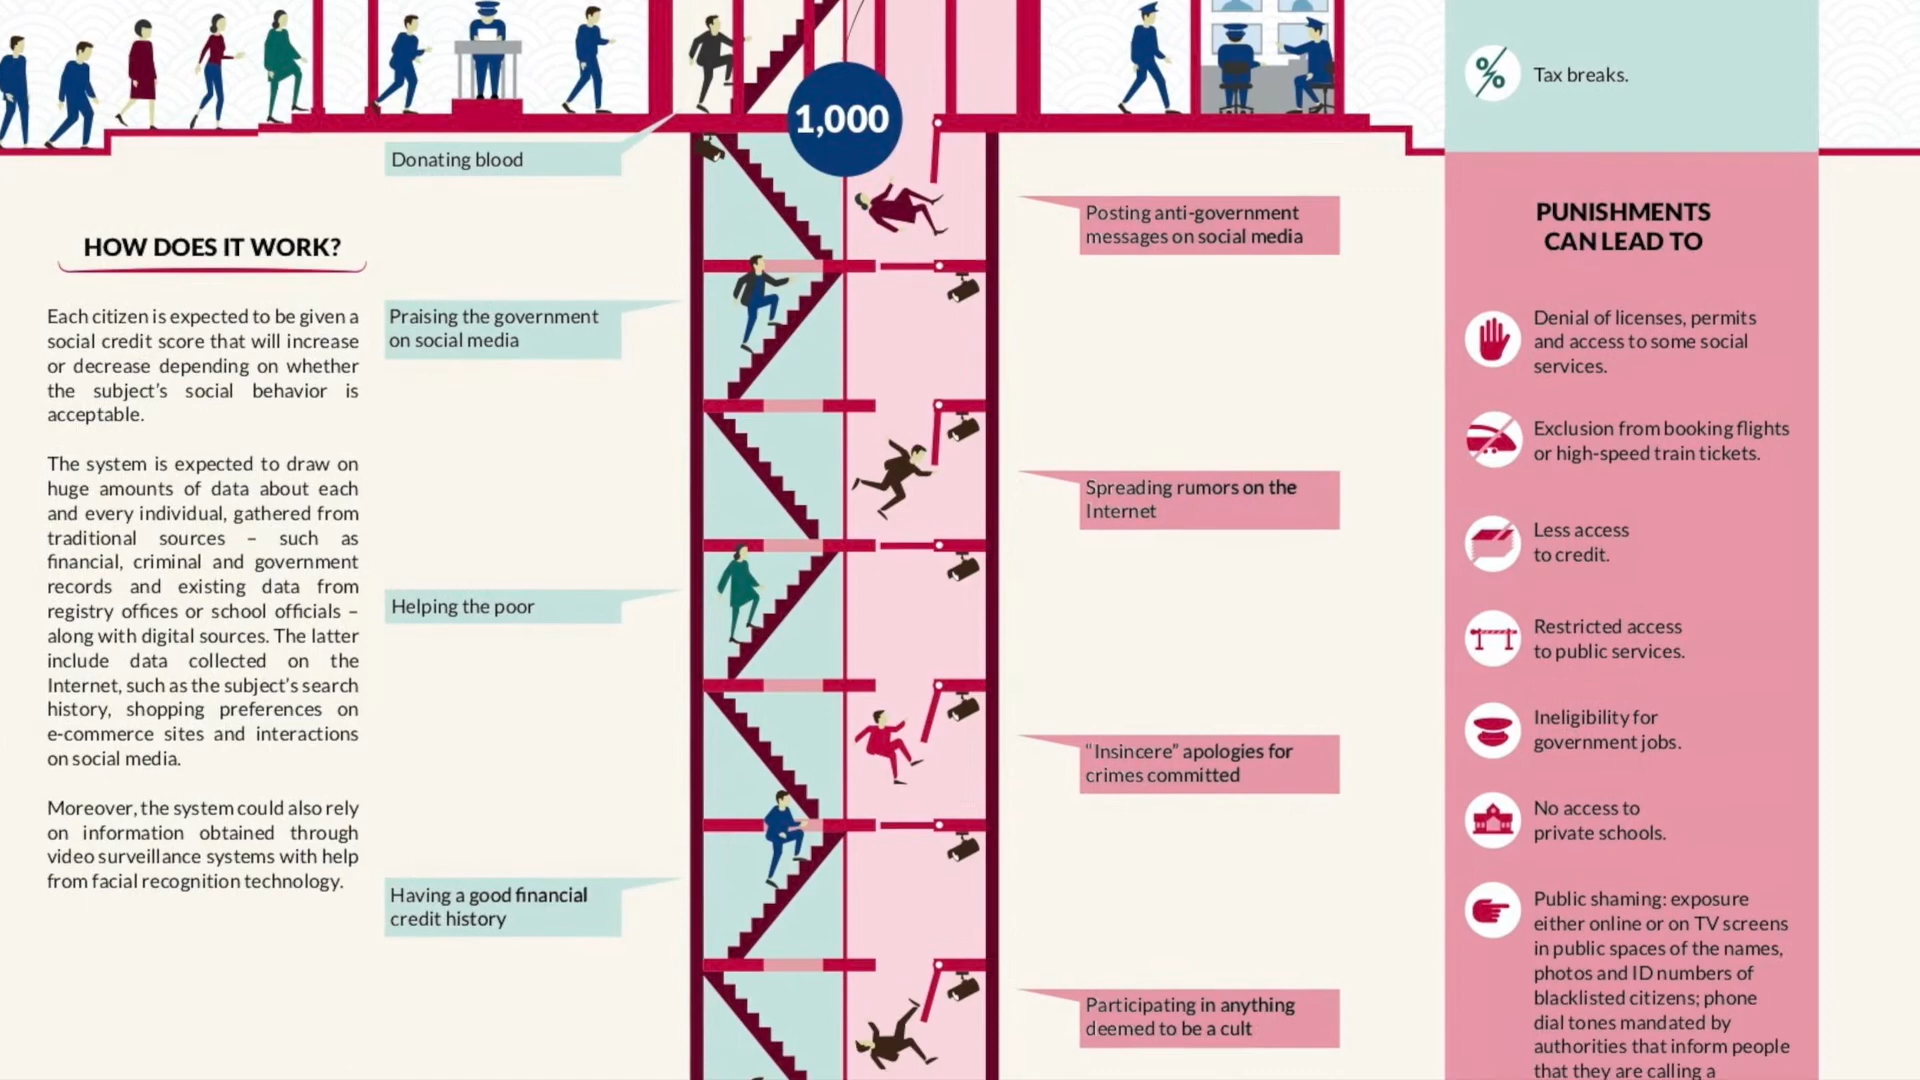 1,000
Tax breaks.
Donating blood
HOW DOES IT WORK?
Each citizen is expected to be given a
social credit score that will increase
or decrease depending on whether
the subject's social behavior is
acceptable.
The system is expected to draw on
huge amounts of data about each
and every individual, gathered from
traditional sources – such as
financial, criminal and government
records and existing data from
registry offices or school officials –
along with digital sources. The latter
include data collected on the
Internet, such as the subject's search
history, shopping preferences on
e-commerce sites and interactions
on social media.
Moreover, the system could also rely
on information obtained through
video surveillance systems with help
from facial recognition technology.
Praising the government
on social media
Helping the poor
Having a good financial
credit history
Posting anti-government
messages on social media
Spreading rumors on the
Internet
"Insincere" apologies for
crimes committed
Participating in anything
deemed to be a cult
PUNISHMENTS
CAN LEAD TO
Denial of licenses, permits
and access to some social
services.
Exclusion from booking flights
or high-speed train tickets.
Less access
to credit.
Restricted access
to public services.
Ineligibility for
government jobs.
No access to
private schools.
Public shaming: exposure
either online or on TV screens
in public spaces of the names,
photos and ID numbers of
blacklisted citizens; phone
dial tones mandated by
authorities that inform people
that they are calling a